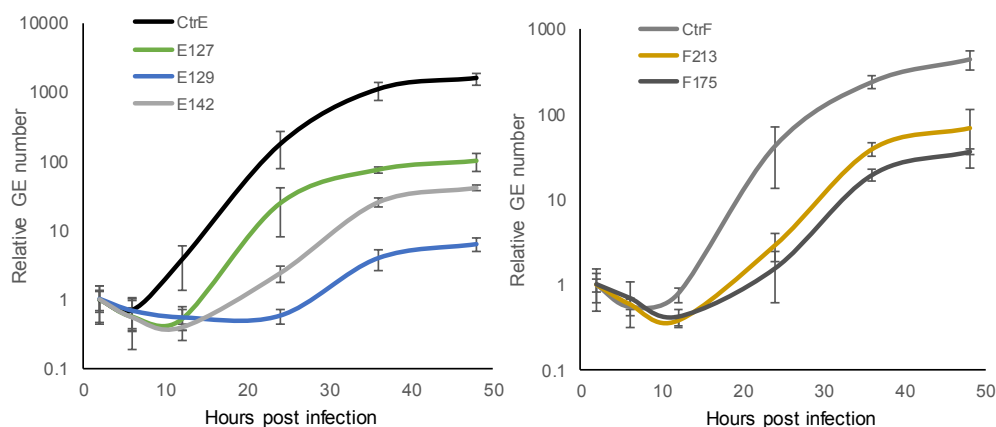 10000
1000
100
10
1
0.1
Relative GE number
CtrE
E127
E129
E142
0 10 20 30 40 50
Hours post infection
1000
100
10
1
0.1
Relative GE number
CtrF
F213
F175
0 10 20 30 40 50
Hours post infection